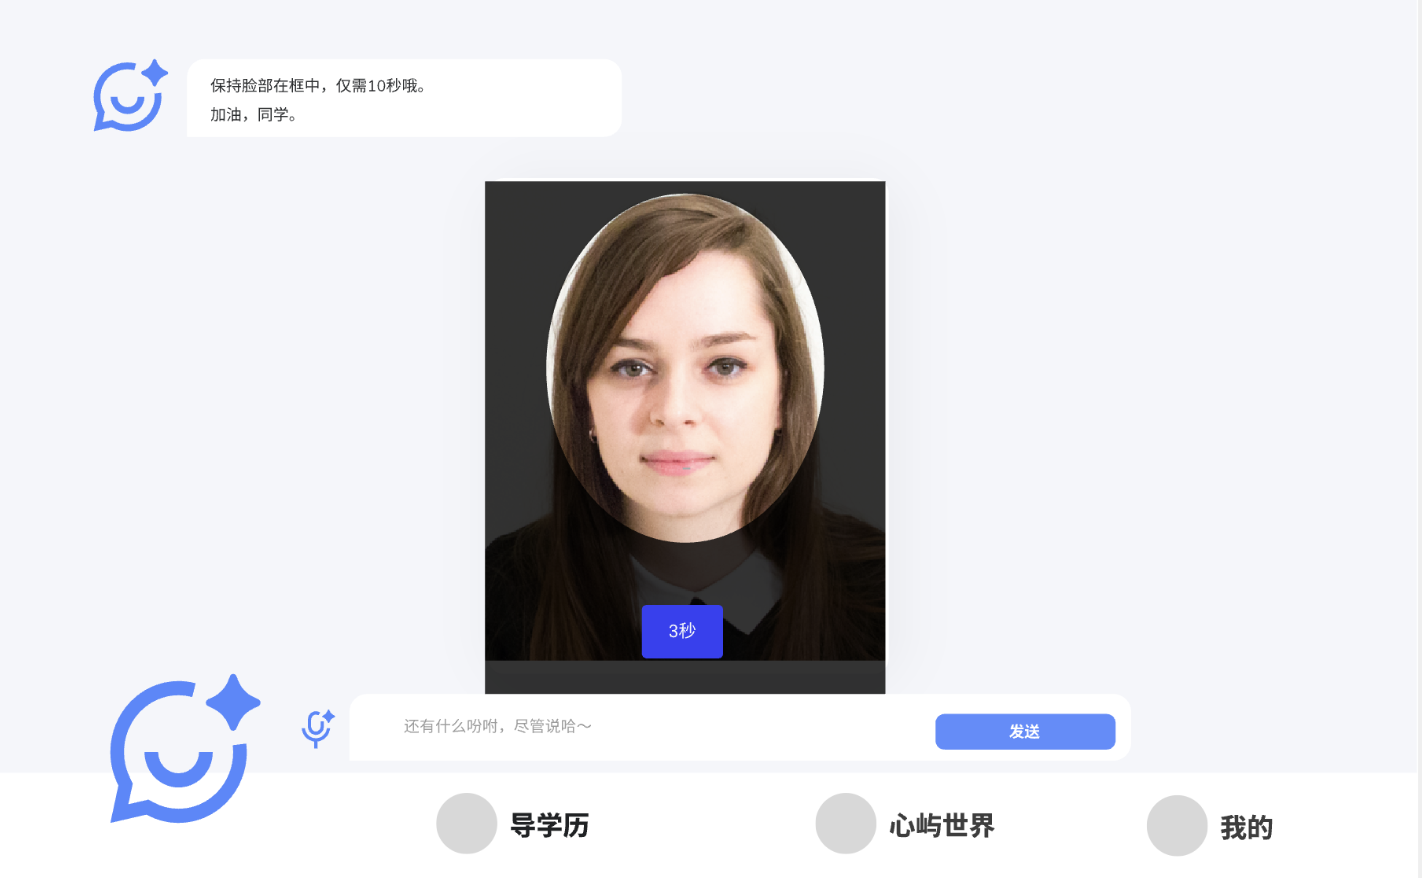 保持脸部在框中，仅需10秒哦。
加油，同学。
3秒
还有什么吩咐，尽管说哈～
发送
导学历
心屿世界
我的